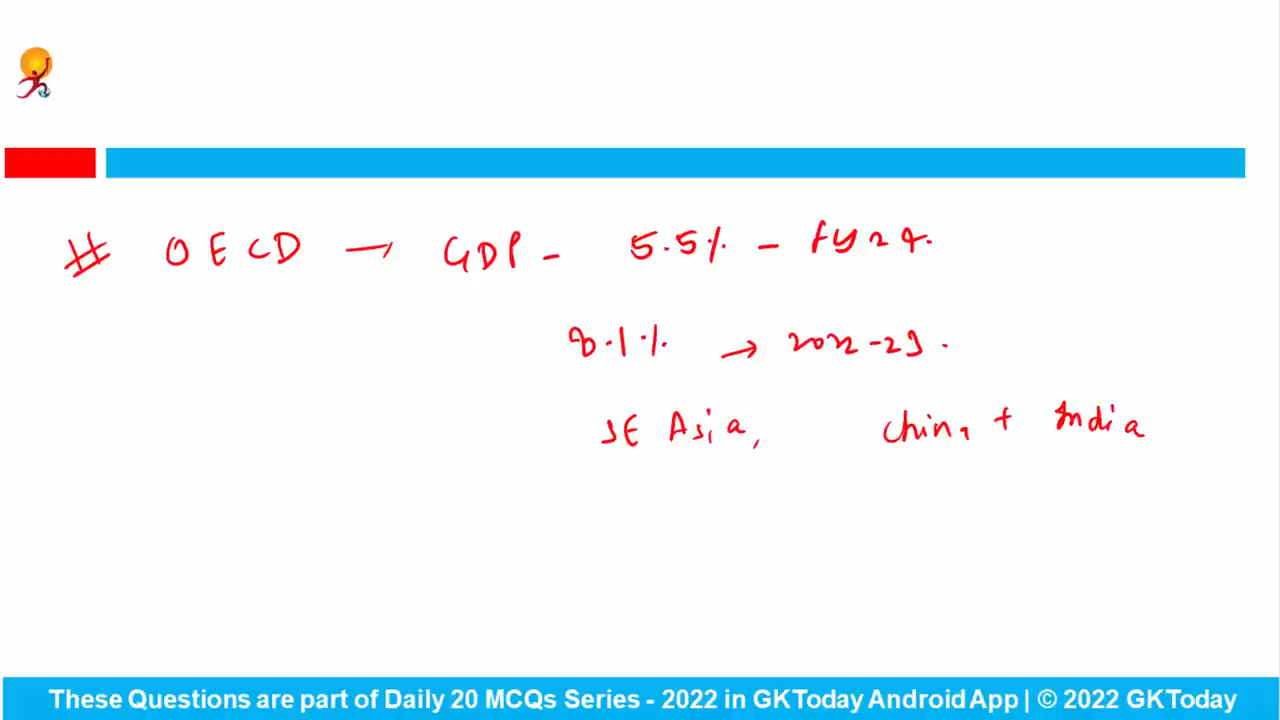 # OECD → GDP - 5.5% - FY24.
8.1% → 2022-23.
SE Asia, China + India
These Questions are part of Daily 20 MCQs Series - 2022 in GKToday Android App | © 2022 GKToday